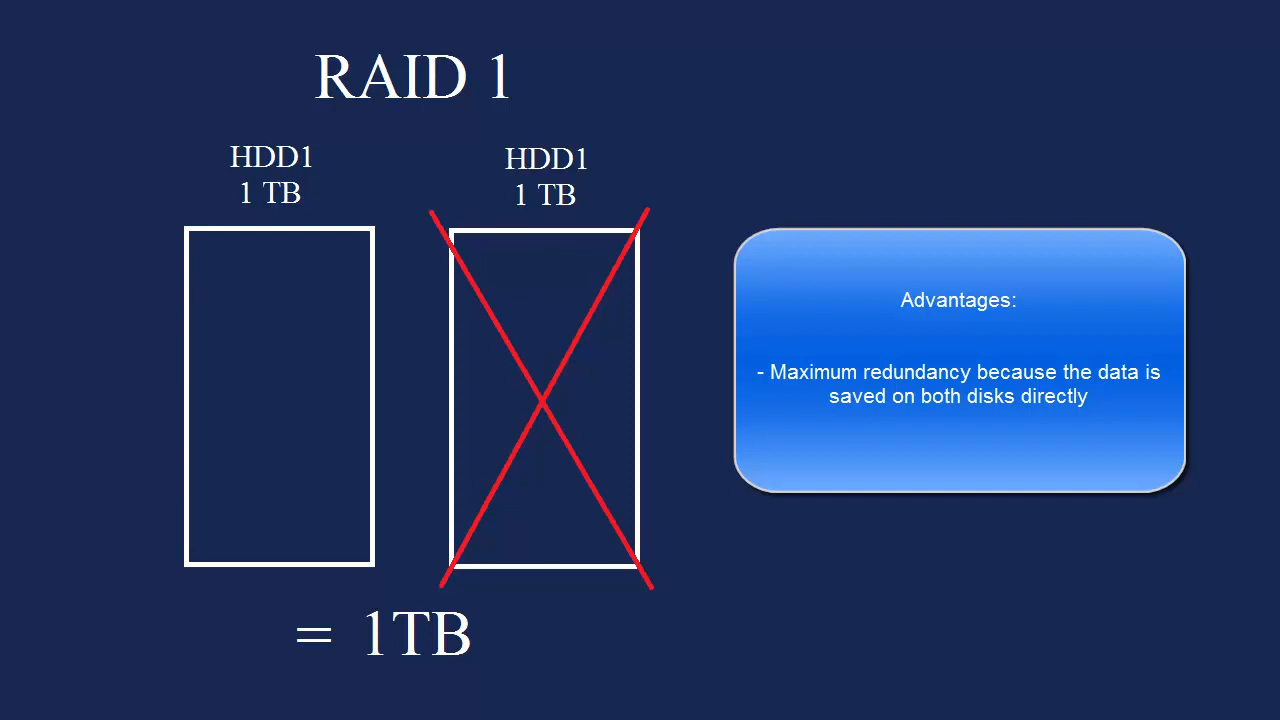 RAID 1
HDD1
1 TB
HDD1
1 TB
Advantages:
- Maximum redundancy because the data is
saved on both disks directly
= 1TB